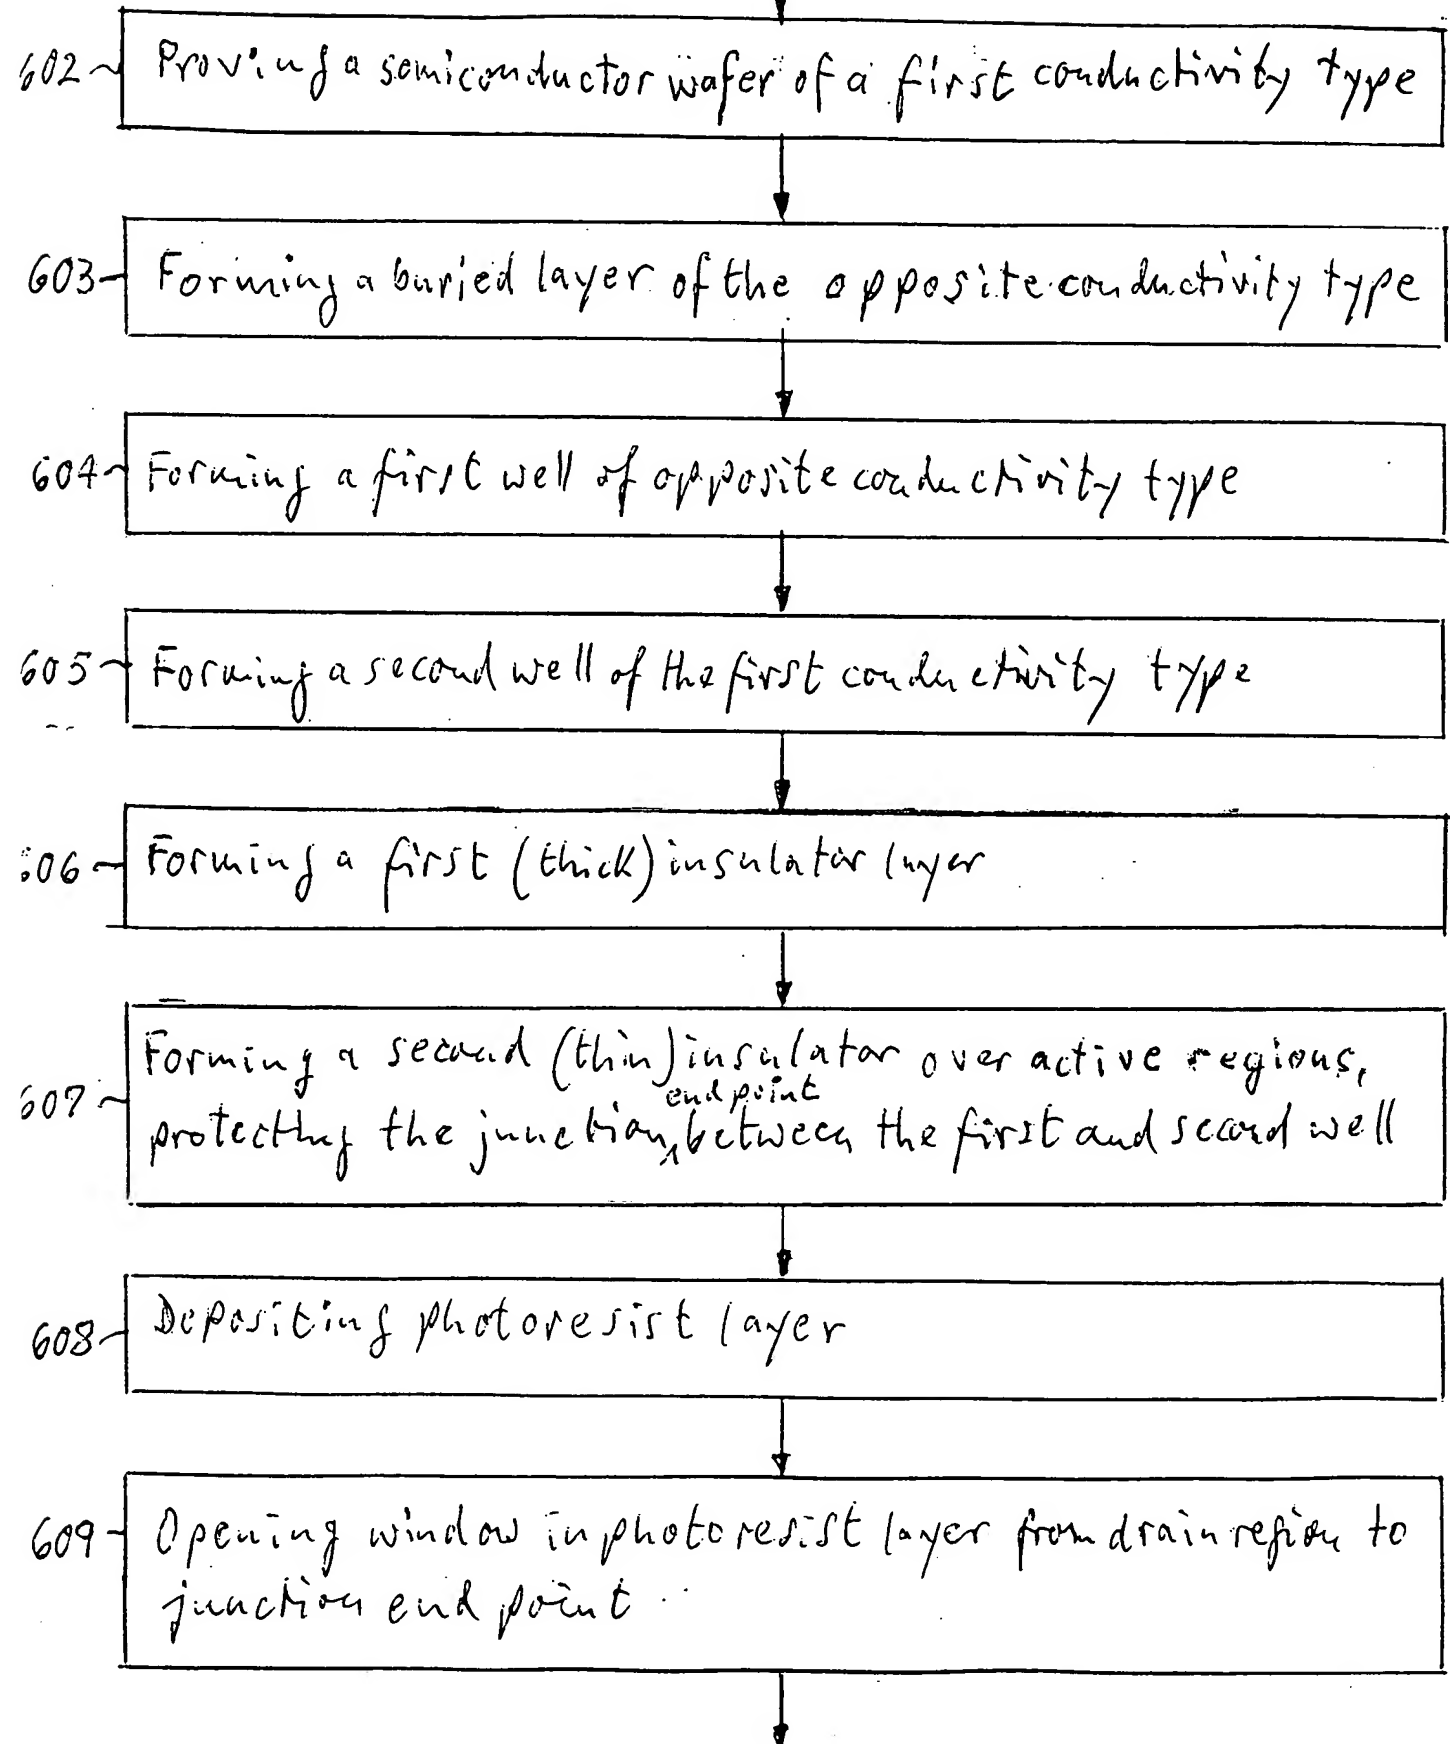 602 Proving a semiconductor wafer of a first conductivity type
603 Forming a buried layer of the opposite conductivity type
604 Forming a first well of opposite conductivity type
605 Forming a second well of the first conductivity type
606 Forming a first (thick) insulator layer
Forming a second (thin) insulator over active regions,
end point
607 protecting the junction between the first and second well
608 Depositing photoresist layer
609 Opening window in photoresist layer from drain region to
junction end point